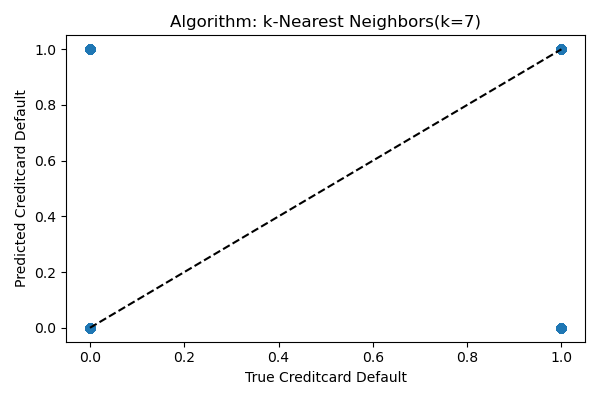 Algorithm: k-Nearest Neighbors(k=7)
1.0
0.8
0.6
0.4
0.2
0.0
Predicted Creditcard Default
0.0 0.2 0.4 0.6 0.8 1.0
True Creditcard Default